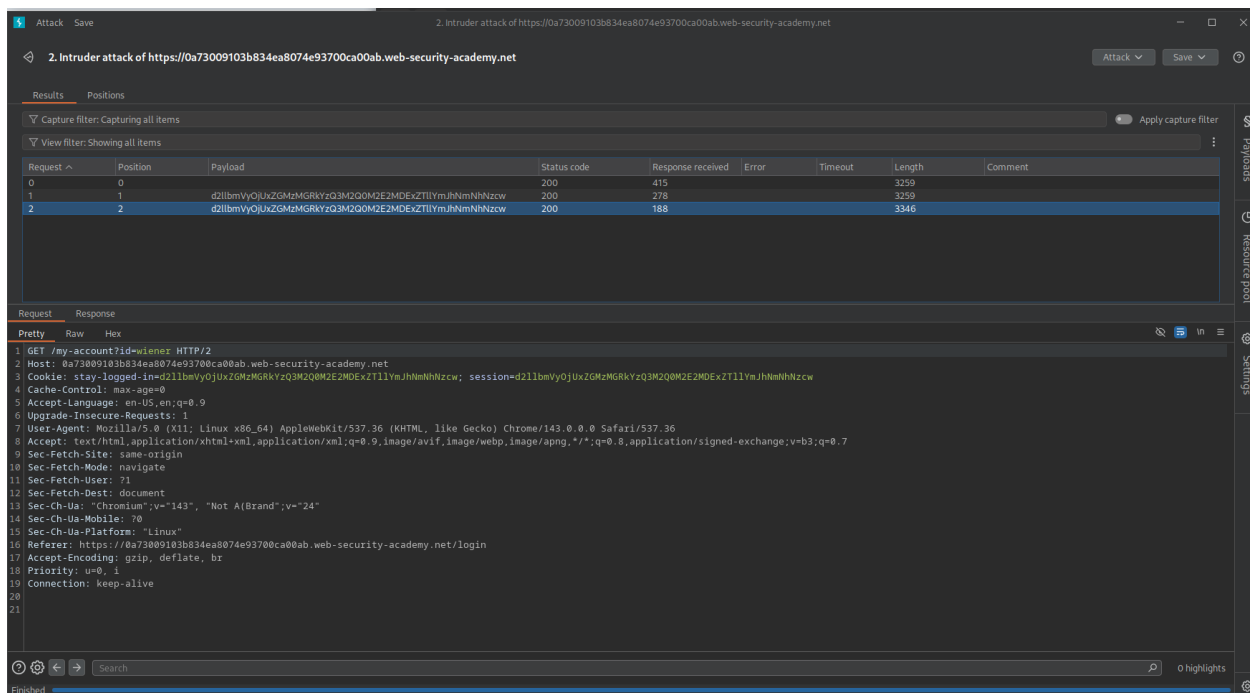 Attack Save 2. Intruder attack of https://0a73009103b834ea8074e93700ca00ab.web-security-academy.net
2. Intruder attack of https://0a73009103b834ea8074e93700ca00ab.web-security-academy.net Attack Save
Results Positions
Capture filter: Capturing all items Apply capture filter
View filter: Showing all items
Request Position Payload Status code Response received Error Timeout Length Comment
0 0 200 415 3259
1 1 d2llbmVyOjUxZGMzMGRkYzQ3M2Q0M2E2MDExZTllYmJhNmNhNzcw 200 278 3259
2 2 d2llbmVyOjUxZGMzMGRkYzQ3M2Q0M2E2MDExZTllYmJhNmNhNzcw 200 188 3346
Payloads
Resource pool
Settings
Request Response
Pretty Raw Hex
\n
1 GET /my-account?id=wiener HTTP/2
2 Host: 0a73009103b834ea8074e93700ca00ab.web-security-academy.net
3 Cookie: stay-logged-in=d2llbmVyOjUxZGMzMGRkYzQ3M2Q0M2E2MDExZTllYmJhNmNhNzcw; session=d2llbmVyOjUxZGMzMGRkYzQ3M2Q0M2E2MDExZTllYmJhNmNhNzcw
4 Cache-Control: max-age=0
5 Accept-Language: en-US,en;q=0.9
6 Upgrade-Insecure-Requests: 1
7 User-Agent: Mozilla/5.0 (X11; Linux x86_64) AppleWebKit/537.36 (KHTML, like Gecko) Chrome/143.0.0.0 Safari/537.36
8 Accept: text/html,application/xhtml+xml,application/xml;q=0.9,image/avif,image/webp,image/apng,*/*;q=0.8,application/signed-exchange;v=b3;q=0.7
9 Sec-Fetch-Site: same-origin
10 Sec-Fetch-Mode: navigate
11 Sec-Fetch-User: ?1
12 Sec-Fetch-Dest: document
13 Sec-Ch-Ua: "Chromium";v="143", "Not A(Brand";v="24"
14 Sec-Ch-Ua-Mobile: ?0
15 Sec-Ch-Ua-Platform: "Linux"
16 Referer: https://0a73009103b834ea8074e93700ca00ab.web-security-academy.net/login
17 Accept-Encoding: gzip, deflate, br
18 Priority: u=0, i
19 Connection: keep-alive
20
21
Search 0 highlights
Finished